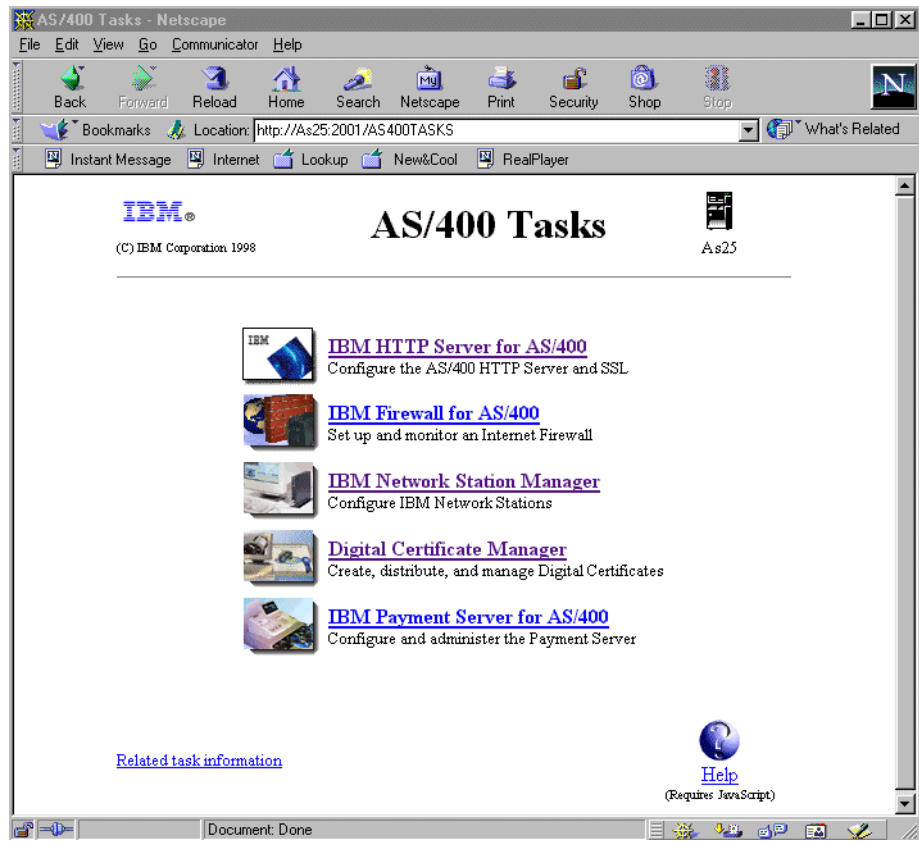 AS/400 Tasks - Netscape
File Edit View Go Communicator Help
Back Forward Reload Home Search Netscape Print Security Shop Stop
My
N
Bookmarks Location: http://As25:2001/AS400TASKS What's Related
Instant Message Internet Lookup New&Cool RealPlayer
IBM®
AS/400 Tasks
(C) IBM Corporation 1998
As25
IBM
IBM HTTP Server for AS/400
Configure the AS/400 HTTP Server and SSL
IBM Firewall for AS/400
Set up and monitor an Internet Firewall
IBM Network Station Manager
Configure IBM Network Stations
Digital Certificate Manager
Create, distribute, and manage Digital Certificates
IBM Payment Server for AS/400
Configure and administer the Payment Server
Related task information
?
Help
(Requires JavaScript)
Document: Done